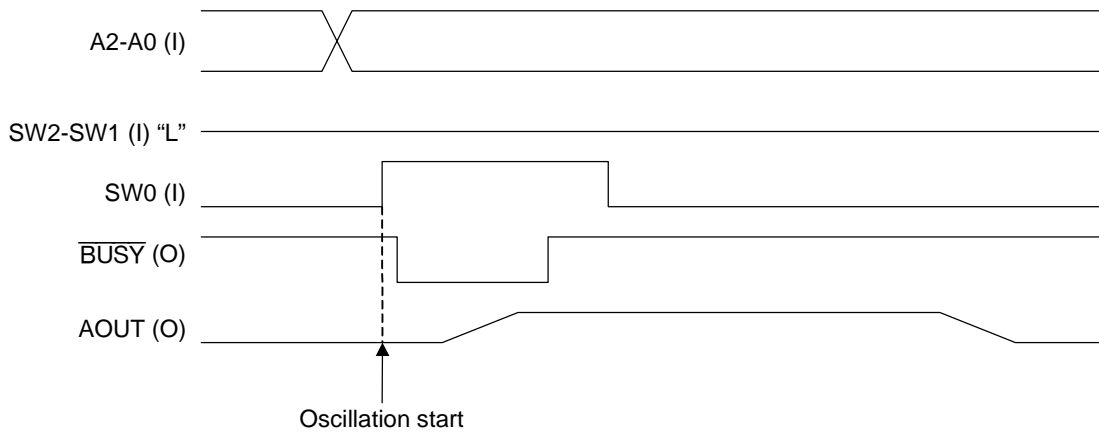 A2-A0 (I)
SW2-SW1 (I) “L”
SW0 (I)
BUSY (O)
AOUT (O)
Oscillation start